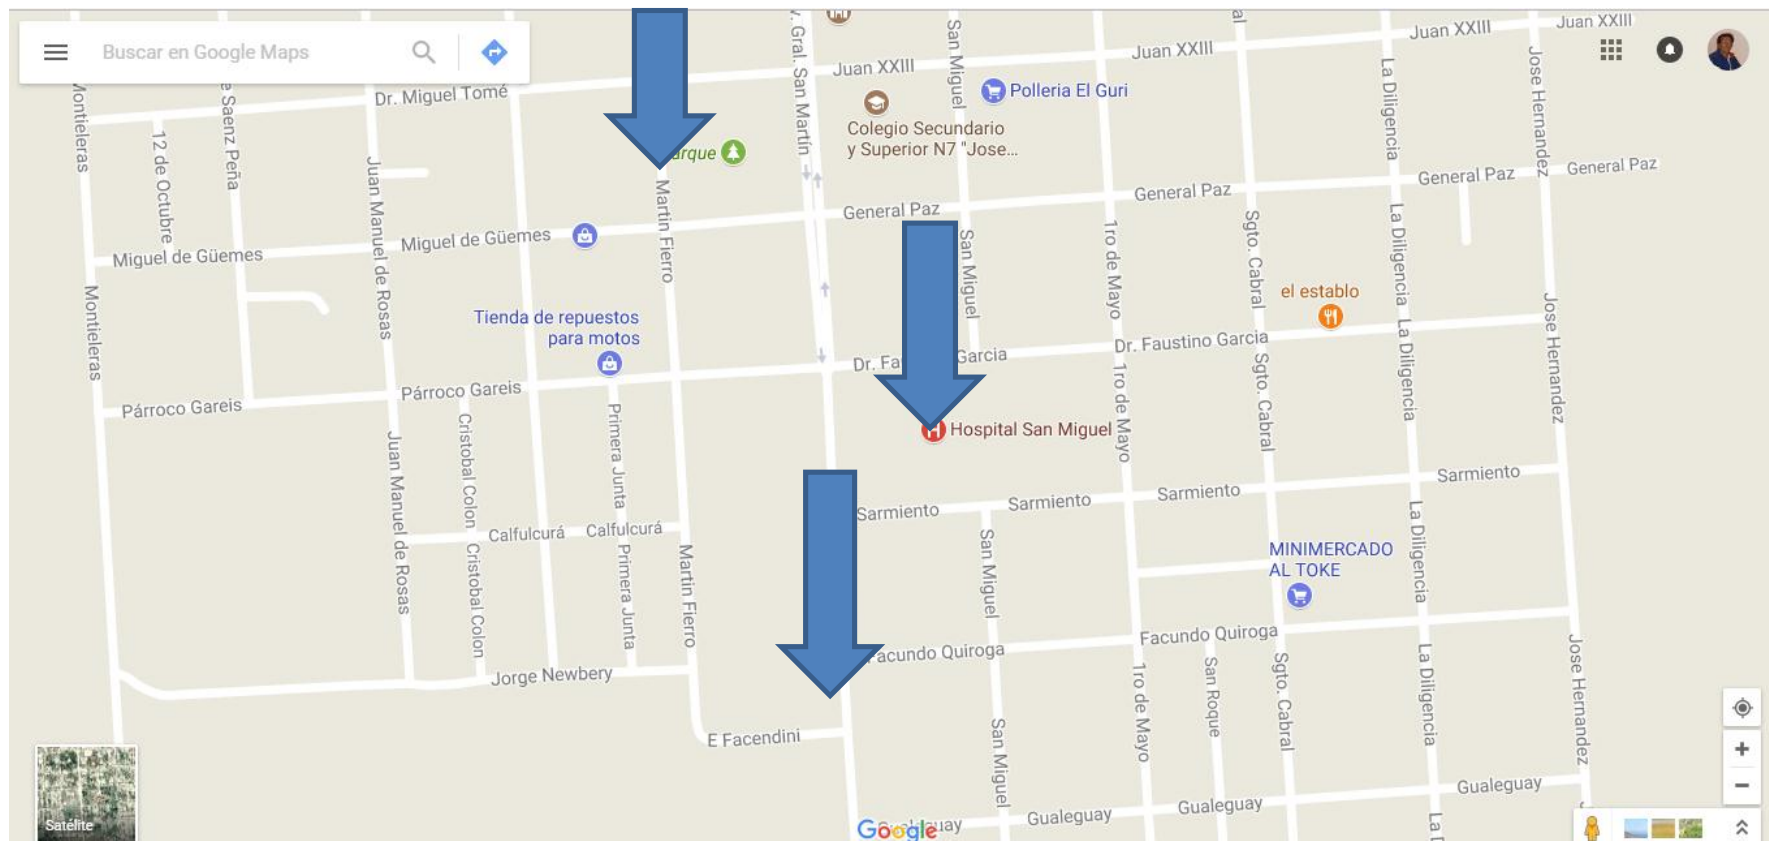 Buscar en Google Maps
Juan XXIII
Juan XXIII
Juan XXIII
Juan XXIII
Dr. Miguel Tomé
Gral. San Martín
San Miguel
Polleria El Guri
Colegio Secundario
y Superior N7 "Jose...
La Diligencia
Jose Hernandez
Montieleras
12 de Octubre
Saenz Peña
Juan Manuel de Rosas
Martin Fierro
General Paz
General Paz
General Paz
General Paz
Miguel de Güemes
Miguel de Güemes
San Miguel
1ro de Mayo
Sgto. Cabral
La Diligencia
el establo
Montieleras
Tienda de repuestos
para motos
Jose Hernandez
La Diligencia
Dr. Faustino Garcia
Garcia
Párroco Gareis
Párroco Gareis
1ro de Mayo
Sgto. Cabral
Hospital San Miguel
Cristobal Colon
Primera Junta
Juan Manuel de Rosas
Sarmiento
Sarmiento
Sarmiento
Sarmiento
Calfulcurá
Calfulcurá
San Miguel
La Diligencia
MINIMERCADO
AL TOKE
Cristobal Colon
Primera Junta
Martin Fierro
Facundo Quiroga
Quiroga
Jorge Newbery
1ro de Mayo
San Roque
Sgto. Cabral
La Diligencia
Jose Hernandez
E Facendini
San Miguel
Gualeguay
Gualeguay
Gualeguay
Satélite
Google